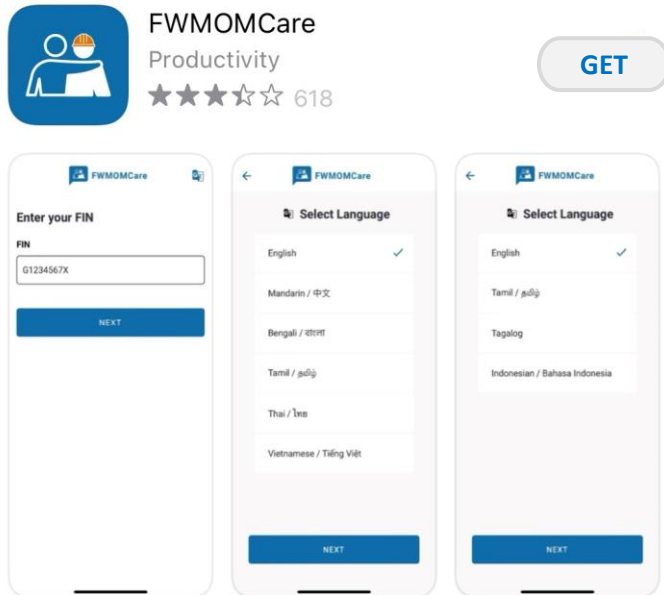 FWMOMCare
Productivity
GET
618
FWMOMCare
Enter your FIN
FIN
G1234567X
NEXT
FWMOMCare
Select Language
English
Mandarin / 中文
Bengali / বাংলা
Tamil / தமிழ்
Thai / ไทย
Vietnamese / Tiếng Việt
NEXT
FWMOMCare
Select Language
English
Tamil / தமிழ்
Tagalog
Indonesian / Bahasa Indonesia
NEXT